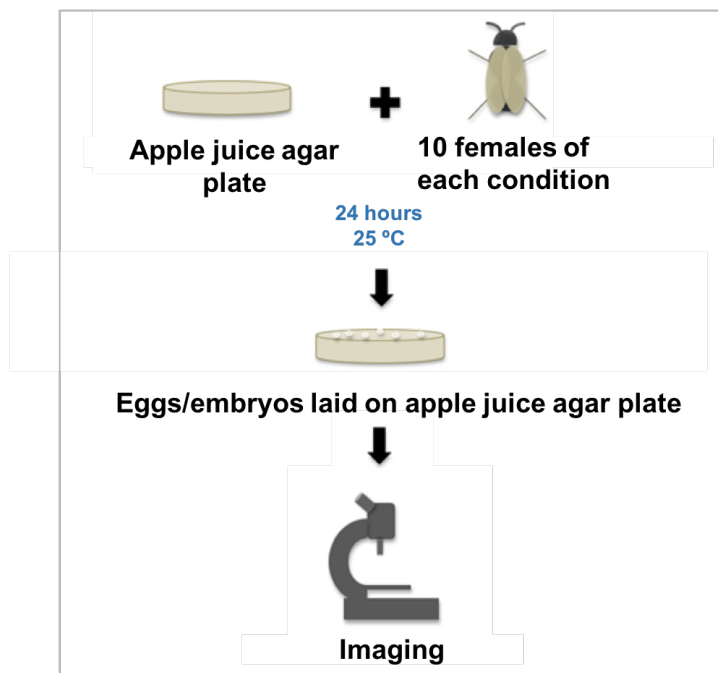 Apple juice agar
plate
10 females of
each condition
24 hours
25 ºC
Eggs/embryos laid on apple juice agar plate
Imaging